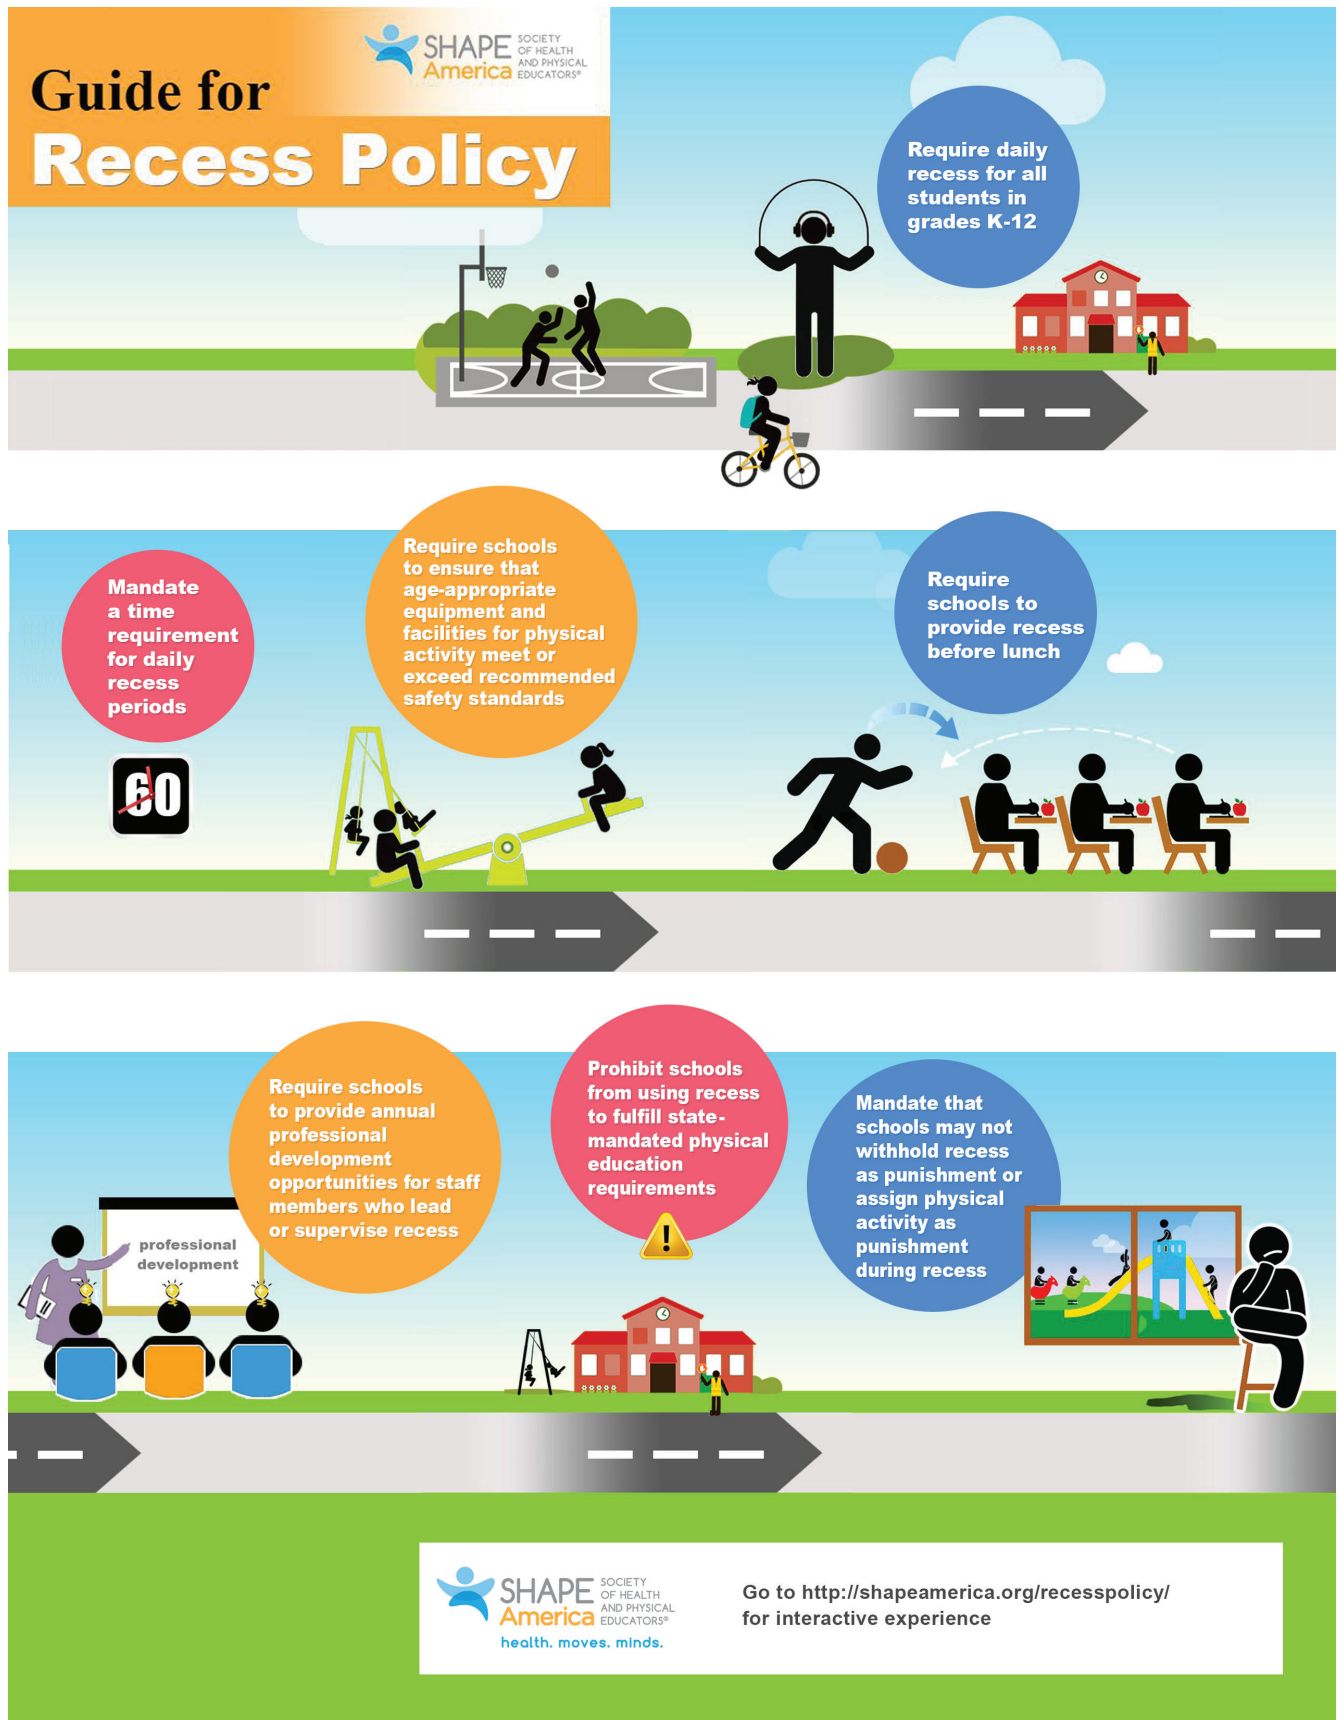 SHAPE
America
SOCIETY
OF HEALTH
AND PHYSICAL
EDUCATORS®
Guide for
Recess Policy
Require daily
recess for all
students in
grades K-12
Mandate
a time
requirement
for daily
recess
periods
60
Require schools
to ensure that
age-appropriate
equipment and
facilities for physical
activity meet or
exceed recommended
safety standards
Require
schools to
provide recess
before lunch
Require schools
to provide annual
professional
development
opportunities for staff
members who lead
or supervise recess
professional
development
Prohibit schools
from using recess
to fulfill state-
mandated physical
education
requirements
!
Mandate that
schools may not
withhold recess
as punishment or
assign physical
activity as
punishment
during recess
SHAPE
America
SOCIETY
OF HEALTH
AND PHYSICAL
EDUCATORS®
health. moves. minds.
Go to http://shapeamerica.org/recesspolicy/
for interactive experience